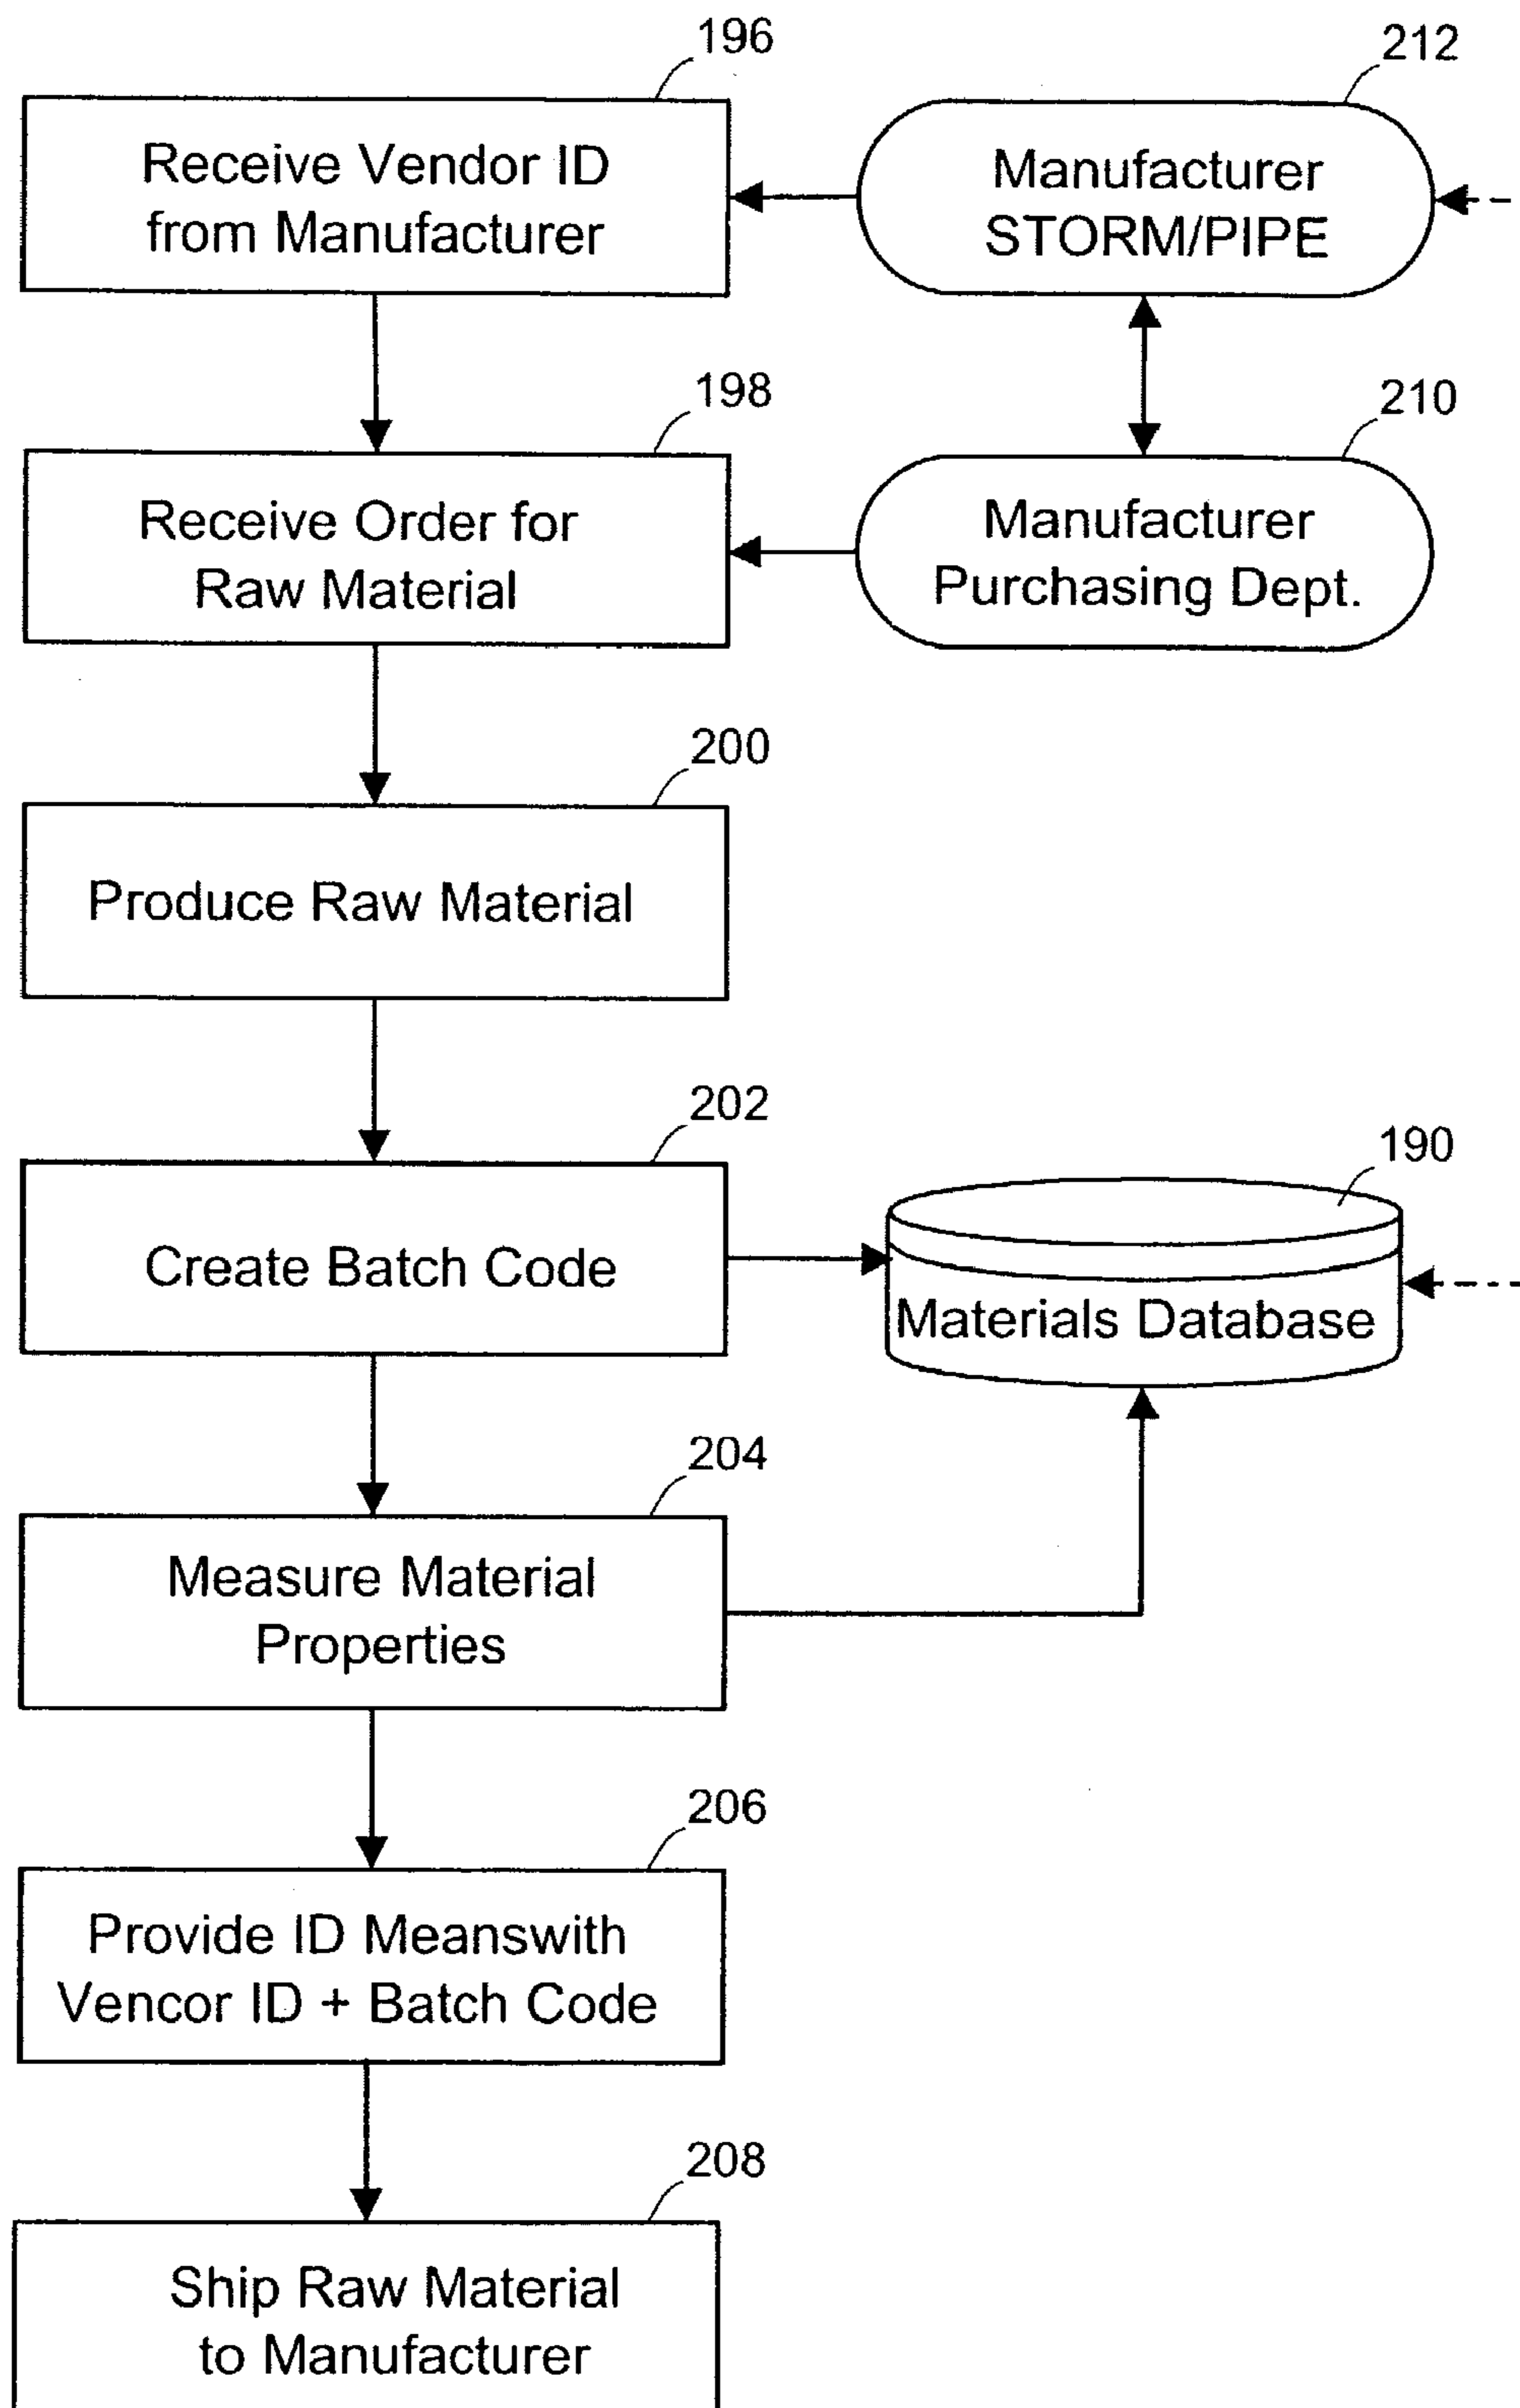 196
212
Receive Vendor ID
from Manufacturer
Manufacturer
STORM/PIPE
198
210
Receive Order for
Raw Material
Manufacturer
Purchasing Dept.
200
Produce Raw Material
202
190
Create Batch Code
Materials Database
204
Measure Material
Properties
206
Provide ID Meanswith
Vencor ID + Batch Code
208
Ship Raw Material
to Manufacturer